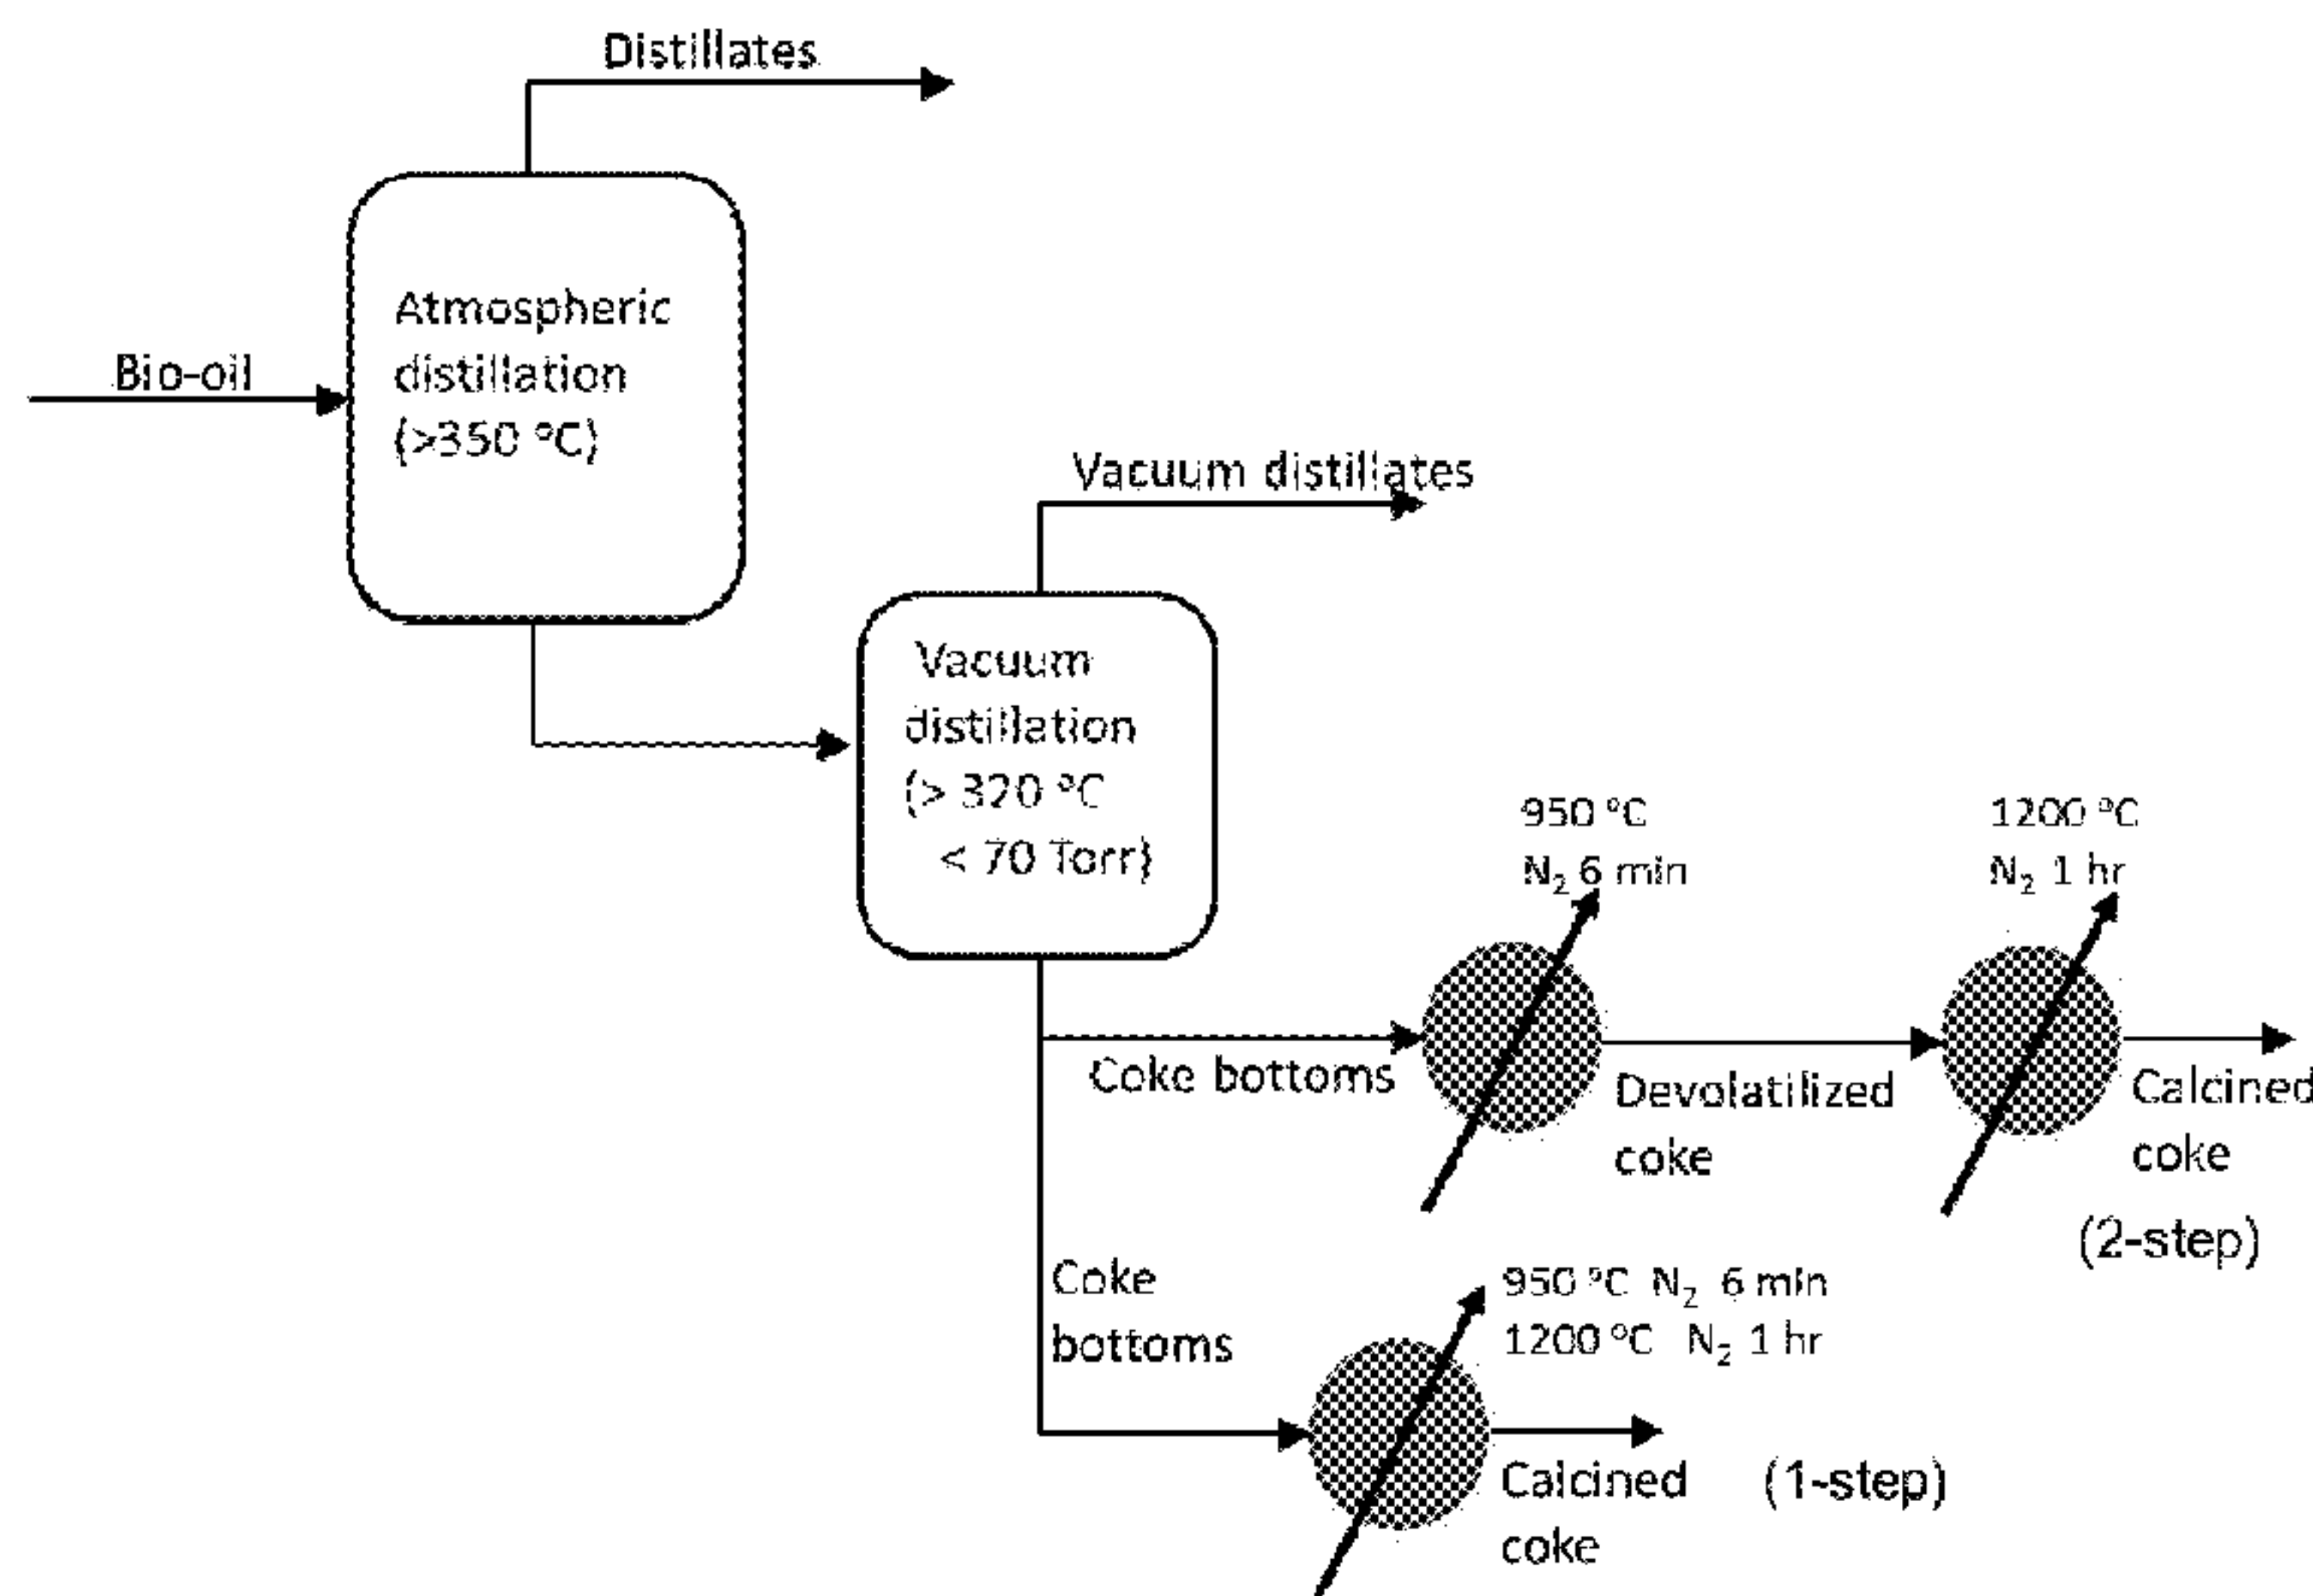 Distillates
Bio-oil
Atmospheric
distillation
(>350 °C)
Vacuum distillates
Vacuum
distillation
(> 320 °C
< 70 Torr)
950 °C
N₂ 6 min
1200 °C
N₂ 1 hr
Coke bottoms
Devolatilized
coke
Calcined
coke
(2-step)
Coke
bottoms
950 °C N₂ 6 min
1200 °C N₂ 1 hr
Calcined
coke
(1-step)